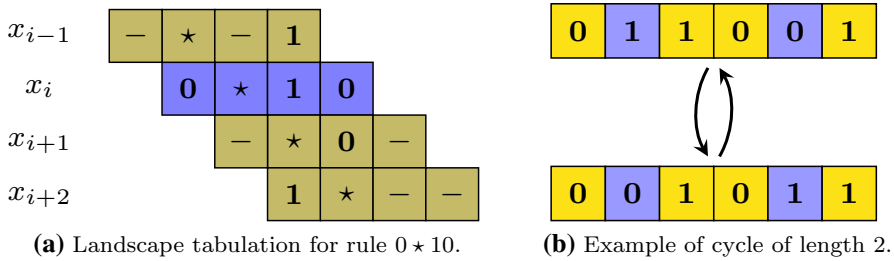 x_{i−1} − ⋆ − 1
x_i 0 ⋆ 1 0
x_{i+1} − ⋆ 0 −
x_{i+2} 1 ⋆ − −
(a) Landscape tabulation for rule 0 ⋆ 10.
0 1 1 0 0 1
0 0 1 0 1 1
(b) Example of cycle of length 2.